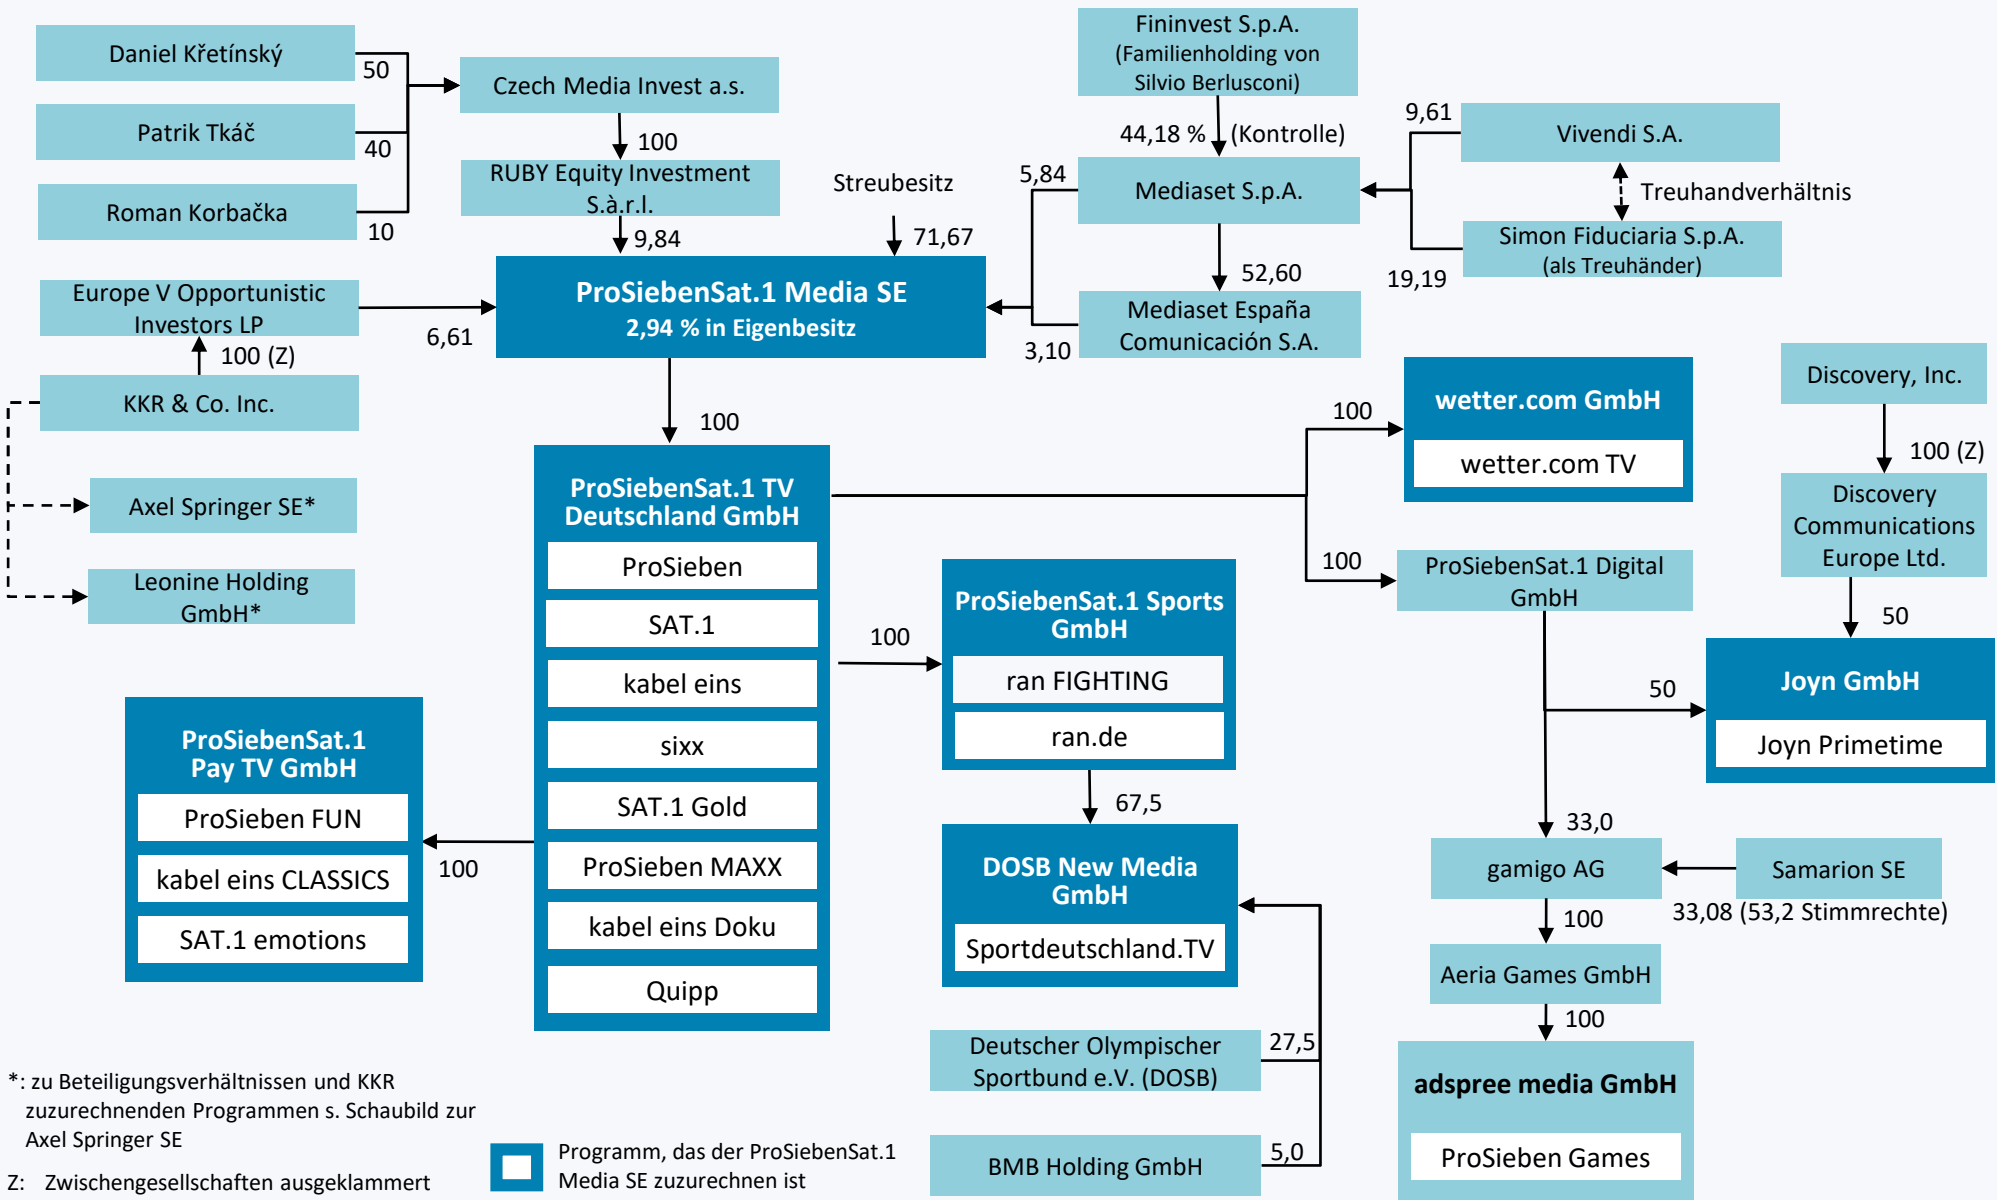 Daniel Křetínský
50
Patrik Tkáč
40
Roman Korbačka
10
Czech Media Invest a.s.
100
RUBY Equity Investment
S.à.r.l.
9,84
Streubesitz
71,67
Fininvest S.p.A.
(Familienholding von
Silvio Berlusconi)
44,18 % (Kontrolle)
5,84
Mediaset S.p.A.
9,61
Vivendi S.A.
Treuhandverhältnis
Simon Fiduciaria S.p.A.
(als Treuhänder)
19,19
52,60
Mediaset España
Comunicación S.A.
3,10
Europe V Opportunistic
Investors LP
6,61
100 (Z)
KKR & Co. Inc.
Axel Springer SE*
Leonine Holding
GmbH*
ProSiebenSat.1 Media SE
2,94 % in Eigenbesitz
100
ProSiebenSat.1 TV
Deutschland GmbH
ProSieben
SAT.1
kabel eins
sixx
SAT.1 Gold
ProSieben MAXX
kabel eins Doku
Quipp
100
ProSiebenSat.1
Pay TV GmbH
ProSieben FUN
kabel eins CLASSICS
SAT.1 emotions
100
ProSiebenSat.1 Sports
GmbH
ran FIGHTING
ran.de
67,5
DOSB New Media
GmbH
Sportdeutschland.TV
Deutscher Olympischer
Sportbund e.V. (DOSB)
27,5
BMB Holding GmbH
5,0
100
wetter.com GmbH
wetter.com TV
100
ProSiebenSat.1 Digital
GmbH
Discovery, Inc.
100 (Z)
Discovery
Communications
Europe Ltd.
50
50
Joyn GmbH
Joyn Primetime
33,0
gamigo AG
Samarion SE
33,08 (53,2 Stimmrechte)
100
Aeria Games GmbH
100
adspree media GmbH
ProSieben Games
*: zu Beteiligungsverhältnissen und KKR
zuzurechnenden Programmen s. Schaubild zur
Axel Springer SE
Z: Zwischengesellschaften ausgeklammert
Programm, das der ProSiebenSat.1
Media SE zuzurechnen ist